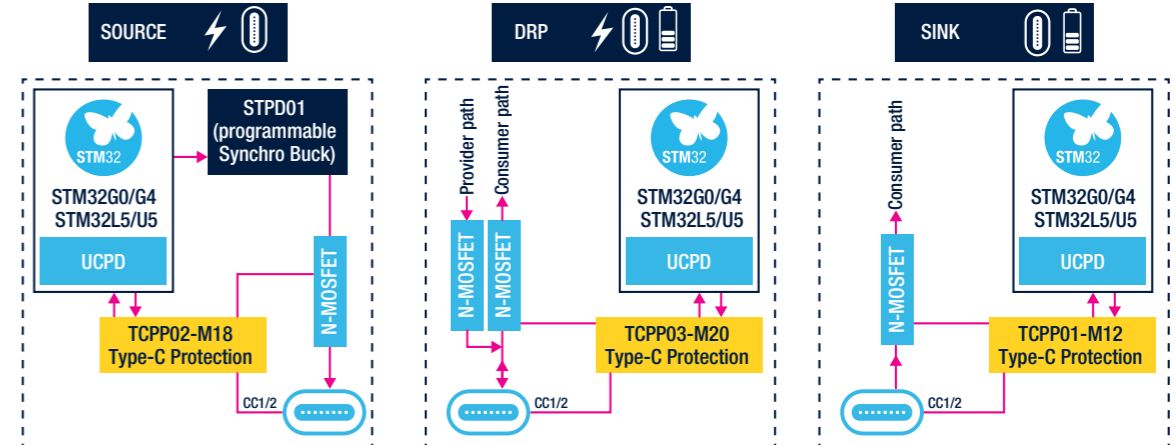 SOURCE
STM32
STM32G0/G4
STM32L5/U5
UCPD
STPD01
(programmable
Synchro Buck)
N-MOSFET
TCPP02-M18
Type-C Protection
CC1/2
DRP
Provider path
Consumer path
N-MOSFET
N-MOSFET
STM32
STM32G0/G4
STM32L5/U5
UCPD
TCPP03-M20
Type-C Protection
CC1/2
SINK
Consumer path
N-MOSFET
STM32
STM32G0/G4
STM32L5/U5
UCPD
TCPP01-M12
Type-C Protection
CC1/2